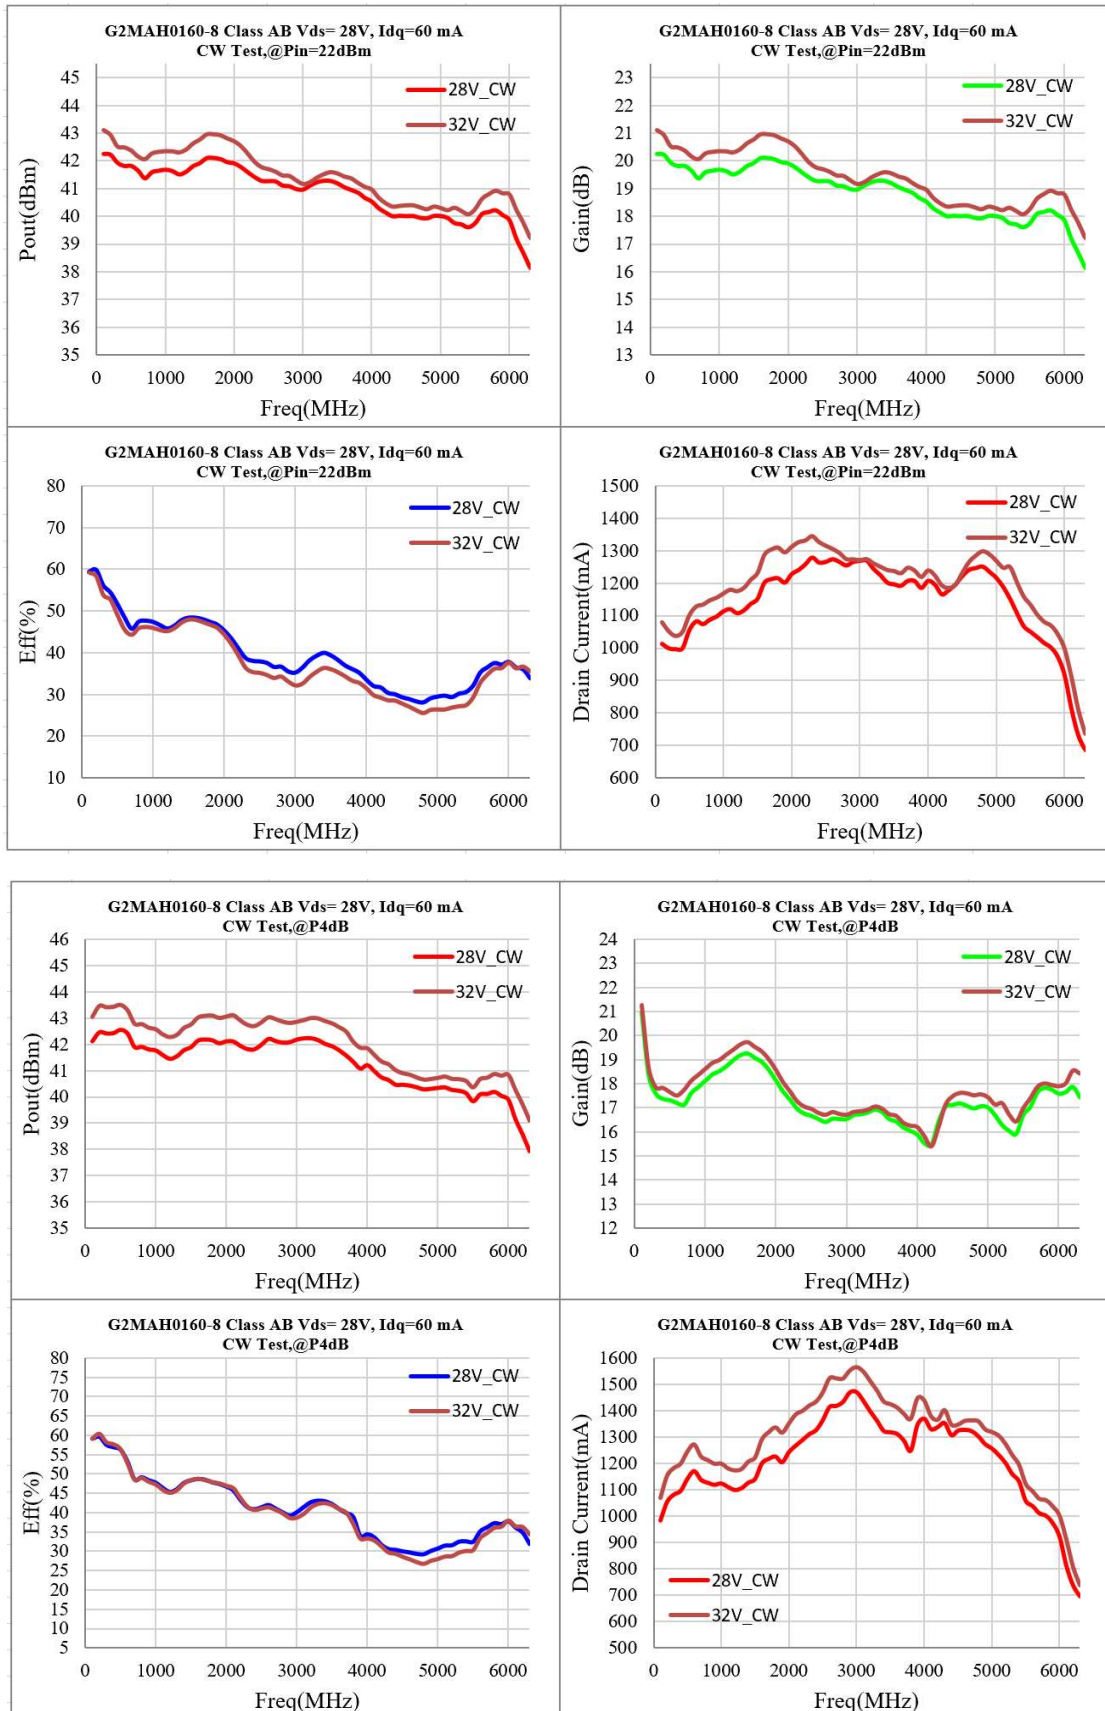 G2MAH0160-8 Class AB Vds= 28V, Idq=60 mA
CW Test,@Pin=22dBm
45
44
43
42
41
40
39
38
37
36
35
Pout(dBm)
28V_CW
32V_CW
0 1000 2000 3000 4000 5000 6000
Freq(MHz)
G2MAH0160-8 Class AB Vds= 28V, Idq=60 mA
CW Test,@Pin=22dBm
23
22
21
20
19
18
17
16
15
14
13
Gain(dB)
28V_CW
32V_CW
0 1000 2000 3000 4000 5000 6000
Freq(MHz)
G2MAH0160-8 Class AB Vds= 28V, Idq=60 mA
CW Test,@Pin=22dBm
80
70
60
50
40
30
20
10
Eff(%)
28V_CW
32V_CW
0 1000 2000 3000 4000 5000 6000
Freq(MHz)
G2MAH0160-8 Class AB Vds= 28V, Idq=60 mA
CW Test,@Pin=22dBm
1500
1400
1300
1200
1100
1000
900
800
700
600
Drain Current(mA)
28V_CW
32V_CW
0 1000 2000 3000 4000 5000 6000
Freq(MHz)
G2MAH0160-8 Class AB Vds= 28V, Idq=60 mA
CW Test,@P4dB
46
45
44
43
42
41
40
39
38
37
36
35
Pout(dBm)
28V_CW
32V_CW
0 1000 2000 3000 4000 5000 6000
Freq(MHz)
G2MAH0160-8 Class AB Vds= 28V, Idq=60 mA
CW Test,@P4dB
24
23
22
21
20
19
18
17
16
15
14
13
12
Gain(dB)
28V_CW
32V_CW
0 1000 2000 3000 4000 5000 6000
Freq(MHz)
G2MAH0160-8 Class AB Vds= 28V, Idq=60 mA
CW Test,@P4dB
80
75
70
65
60
55
50
45
40
35
30
25
20
15
10
5
Eff(%)
28V_CW
32V_CW
0 1000 2000 3000 4000 5000 6000
Freq(MHz)
G2MAH0160-8 Class AB Vds= 28V, Idq=60 mA
CW Test,@P4dB
1600
1500
1400
1300
1200
1100
1000
900
800
700
600
500
Drain Current(mA)
28V_CW
32V_CW
0 1000 2000 3000 4000 5000 6000
Freq(MHz)